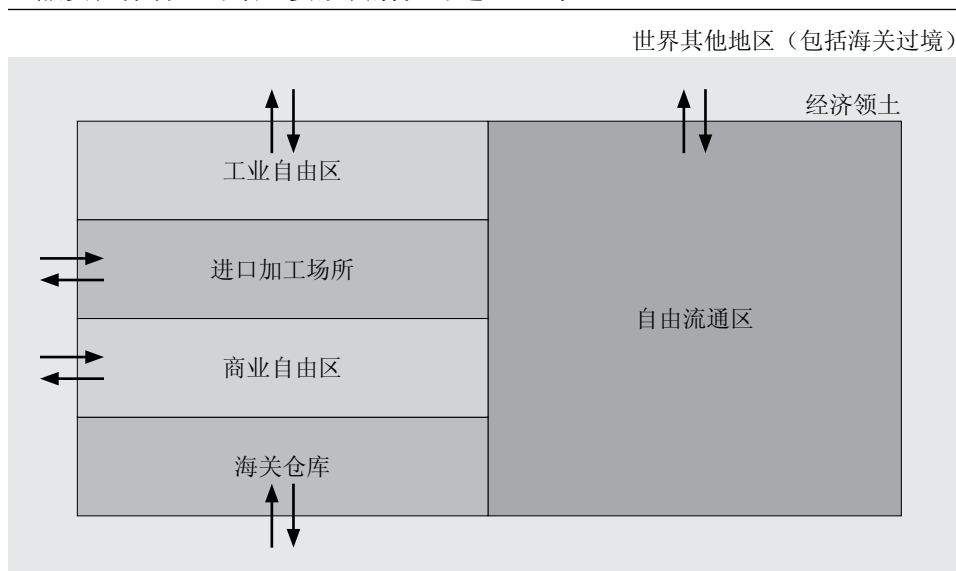 世界其他地区（包括海关过境）
经济领土
工业自由区
进口加工场所
商业自由区
海关仓库
自由流通区